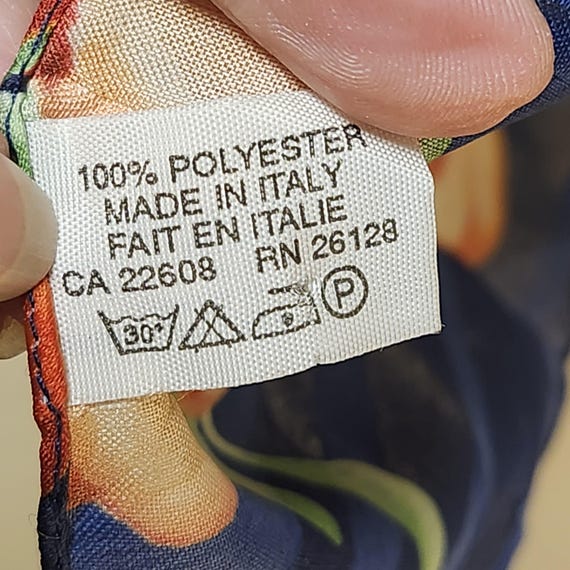 100% POLYESTER
MADE IN ITALY
FAIT EN ITALIE
CA 22608 RN 26128
30° P